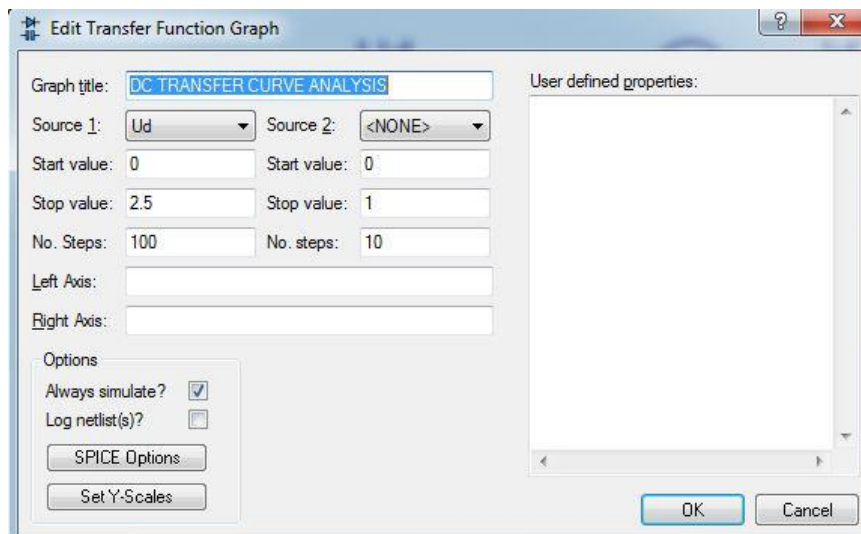 Edit Transfer Function Graph
Graph title: DC TRANSFER CURVE ANALYSIS
User defined properties:
Source 1: Ud Source 2: <NONE>
Start value: 0 Start value: 0
Stop value: 2.5 Stop value: 1
No. Steps: 100 No. steps: 10
Left Axis:
Right Axis:
Options
Always simulate?
Log netlist(s)?
SPICE Options
Set Y-Scales
OK Cancel